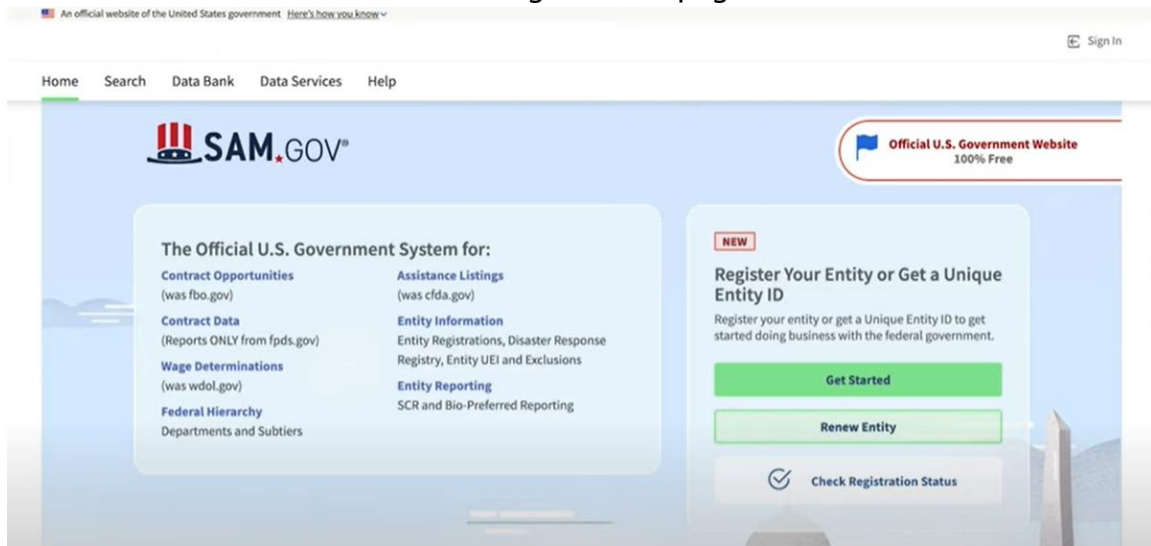 An official website of the United States government Here's how you know
Sign In
Home Search Data Bank Data Services Help
SAM.GOV®
Official U.S. Government Website
100% Free
The Official U.S. Government System for:
Contract Opportunities
(was fbo.gov)
Contract Data
(Reports ONLY from fpds.gov)
Wage Determinations
(was wdol.gov)
Federal Hierarchy
Departments and Subtiers
Assistance Listings
(was cfda.gov)
Entity Information
Entity Registrations, Disaster Response
Registry, Entity UEI and Exclusions
Entity Reporting
SCR and Bio-Preferred Reporting
NEW
Register Your Entity or Get a Unique
Entity ID
Register your entity or get a Unique Entity ID to get
started doing business with the federal government.
Get Started
Renew Entity
Check Registration Status